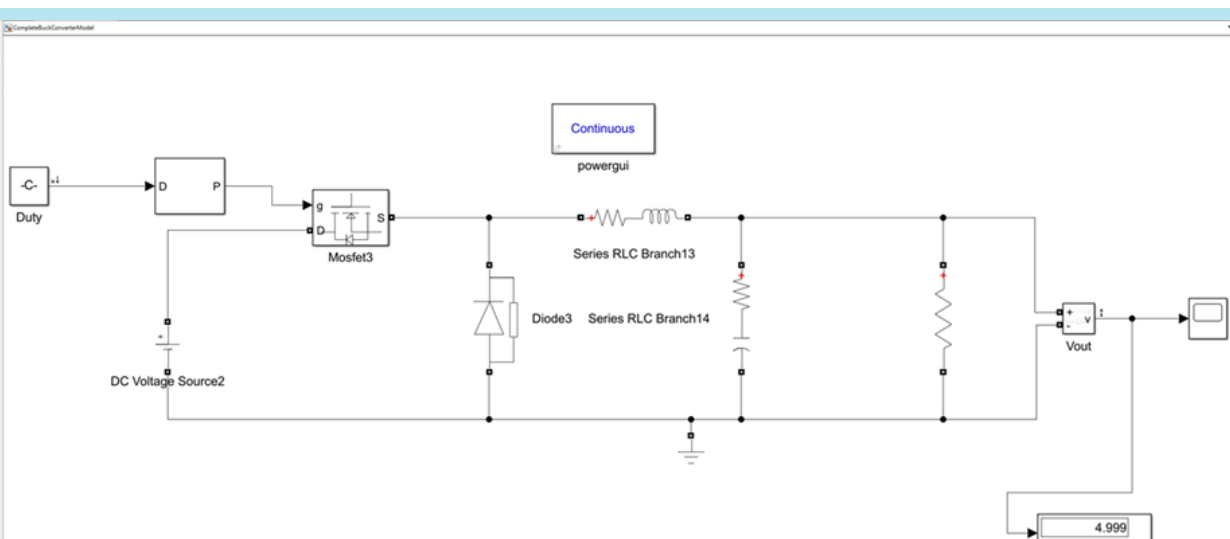 CompleteBuckConverterModel
Continuous
powergui
-C-
Duty
D P
g
D
S
Mosfet3
Series RLC Branch13
Diode3
Series RLC Branch14
DC Voltage Source2
+
-
v
Vout
4.999